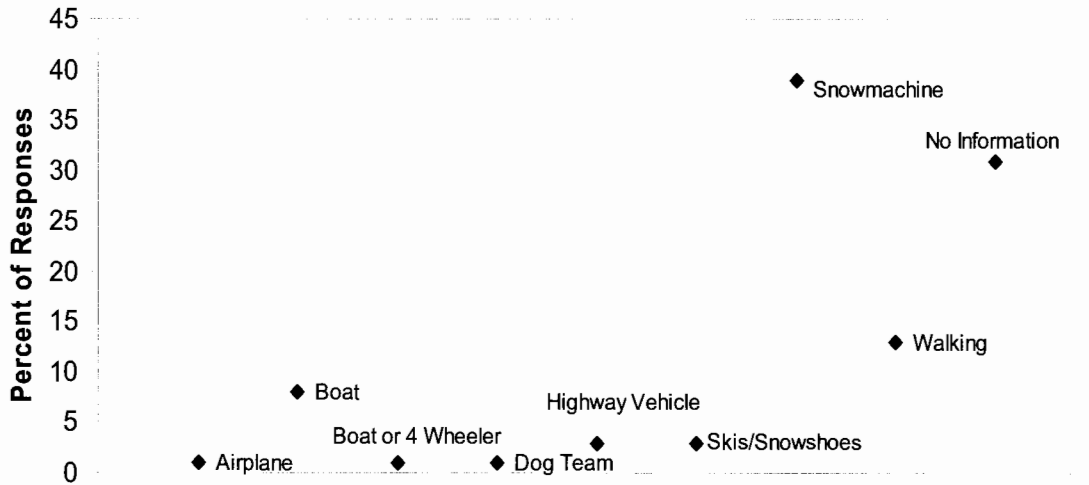 45
40
Snowmachine
35
No Information
30
25
20
15
Walking
10
Boat
Highway Vehicle
5
Boat or 4 Wheeler
Skis/Snowshoes
Airplane
Dog Team
0
Percent of Responses